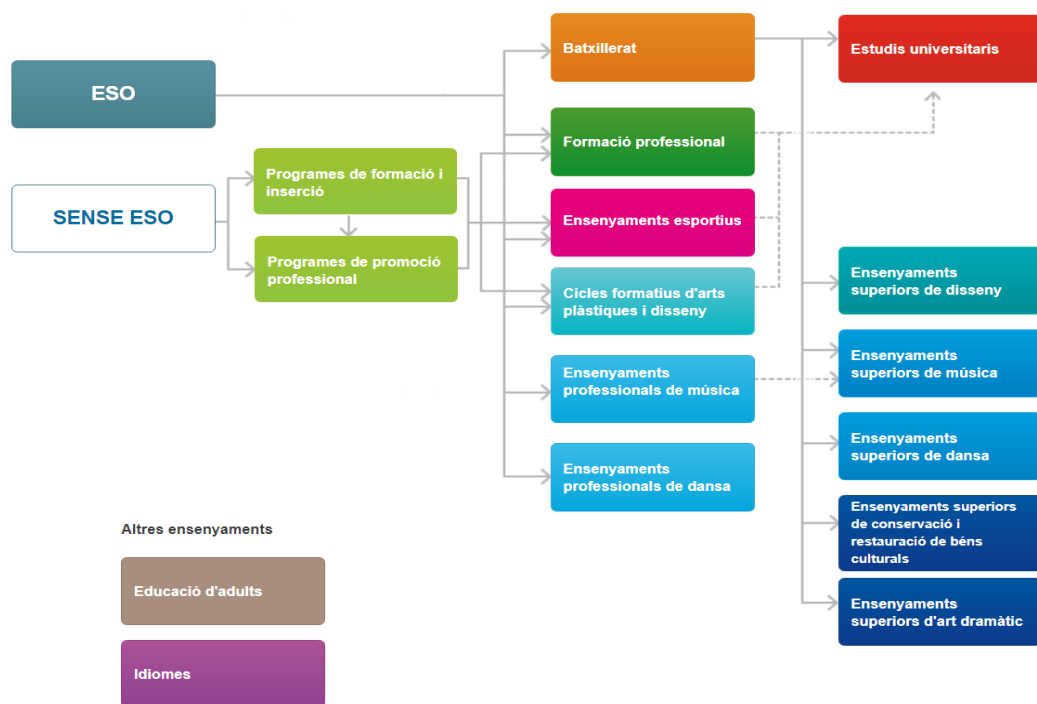 ESO
SENSE ESO
Programes de formació i
inserció
Programes de promoció
professional
Batxillerat
Formació professional
Ensenyaments esportius
Cicles formatius d'arts
plàstiques i disseny
Ensenyaments
professionals de música
Ensenyaments
professionals de dansa
Estudis universitaris
Ensenyaments
superiors de disseny
Ensenyaments
superiors de música
Ensenyaments
superiors de dansa
Ensenyaments superiors
de conservació i
restauració de béns
culturals
Ensenyaments
superiors d'art dramàtic
Altres ensenyaments
Educació d'adults
Idiomes